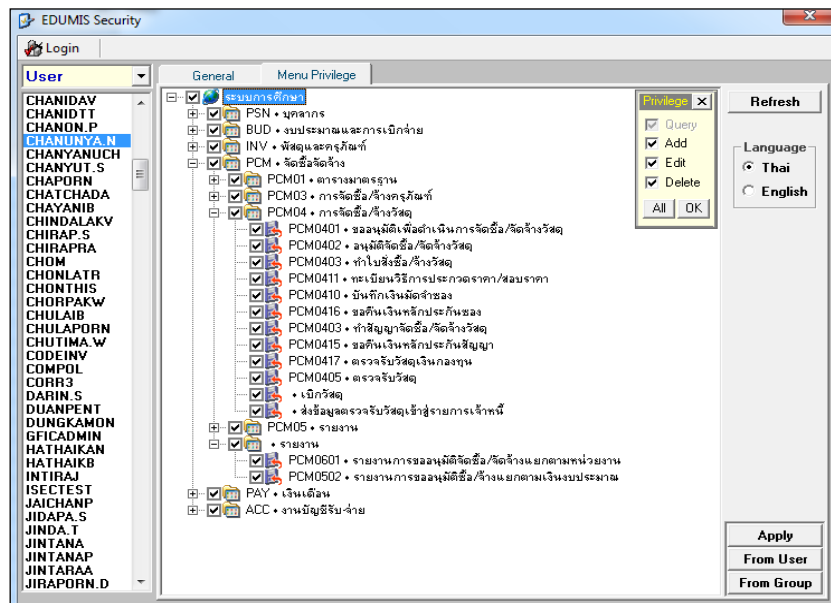 EDUMIS Security
Login
User
CHANIDAV
CHANIDTT
CHANON.P
CHANUNYA.N
CHANYANUCH
CHANYUT.S
CHAPORN
CHATCHADA
CHAYANIB
CHINDALAKV
CHIRAP.S
CHIRAPRA
CHOM
CHONLATR
CHONTHIS
CHORPAKW
CHULAIB
CHULAPORN
CHUTIMA.W
CODEINV
COMPOL
CORR3
DARIN.S
DUANPENT
DUNGKAMON
GFICADMIN
HATHAIKAN
HATHAIKB
INTIRAJ
ISECTEST
JAICHANP
JIDAPA.S
JINDA.T
JINTANA
JINTANAP
JINTARAA
JIRAPORN.D
General Menu Privilege
ระบบการศึกษา
PSN • บุคลากร
BUD • งบประมาณและการเบิกจ่าย
INV • พัสดุและครุภัณฑ์
PCM • จัดซื้อจัดจ้าง
PCM01 • ตารางมาตรฐาน
PCM03 • การจัดซื้อ/จ้างครุภัณฑ์
PCM04 • การจัดซื้อ/จ้างวัสดุ
PCM0401 • ขออนุมัติเพื่อดำเนินการจัดซื้อ/จัดจ้างวัสดุ
PCM0402 • อนุมัติจัดซื้อ/จัดจ้างวัสดุ
PCM0403 • ทำใบสั่งซื้อ/จ้างวัสดุ
PCM0411 • ทะเบียนวิธีการประกวดราคา/สอบราคา
PCM0410 • บันทึกเงินมัดจำซอง
PCM0416 • ขอคืนเงินหลักประกันซอง
PCM0403 • ทำสัญญาจัดซื้อ/จัดจ้างวัสดุ
PCM0415 • ขอคืนเงินหลักประกันสัญญา
PCM0417 • ตรวจรับวัสดุเงินกองทุน
PCM0405 • ตรวจรับวัสดุ
• เบิกวัสดุ
• ส่งข้อมูลตรวจรับวัสดุเข้าสู่รายการเจ้าหนี้
PCM05 • รายงาน
• รายงาน
PCM0601 • รายงานการขออนุมัติจัดซื้อ/จัดจ้างแยกตามหน่วยงาน
PCM0502 • รายงานการขออนุมัติซื้อ/จ้างแยกตามเงินงบประมาณ
PAY • เงินเดือน
ACC • งานบัญชีรับ-จ่าย
Privilege
Query
Add
Edit
Delete
All OK
Refresh
Language
Thai
English
Apply
From User
From Group